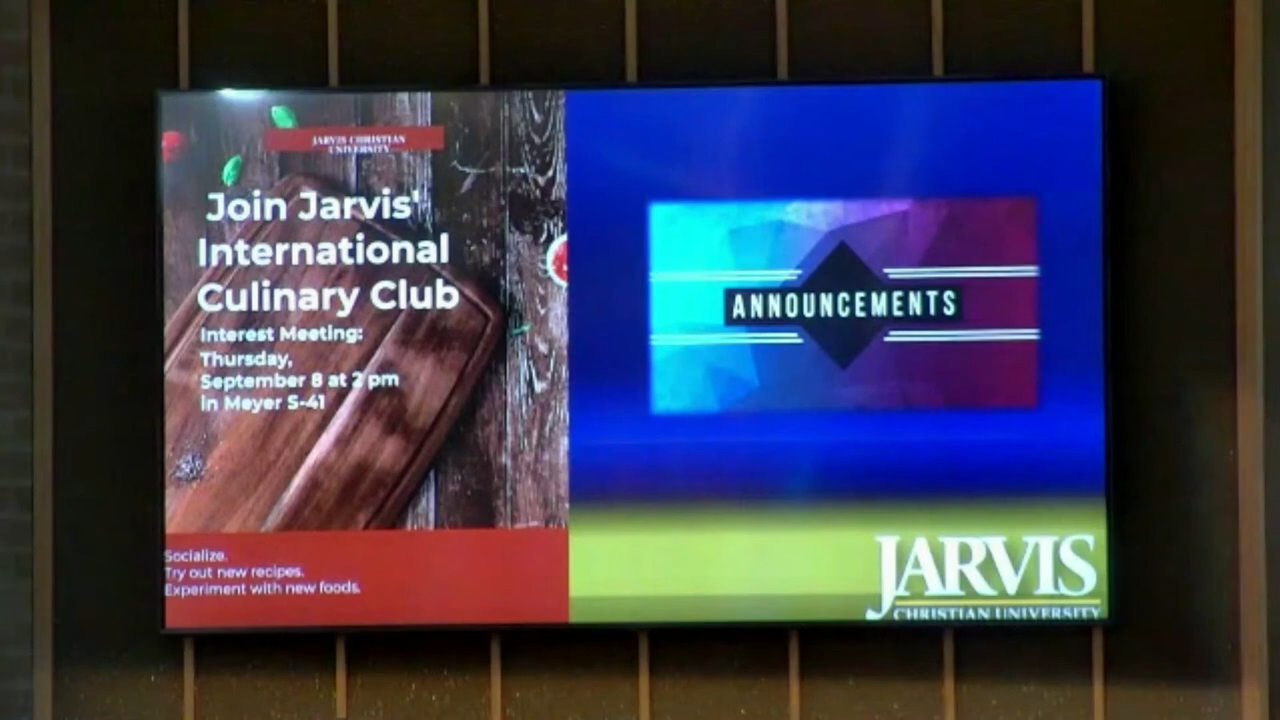 JARVIS CHRISTIAN
UNIVERSITY
Join Jarvis'
International
Culinary Club
Interest Meeting:
Thursday,
September 8 at 2 pm
in Meyer S-41
Socialize.
Try out new recipes.
Experiment with new foods.
ANNOUNCEMENTS
JARVIS
CHRISTIAN UNIVERSITY